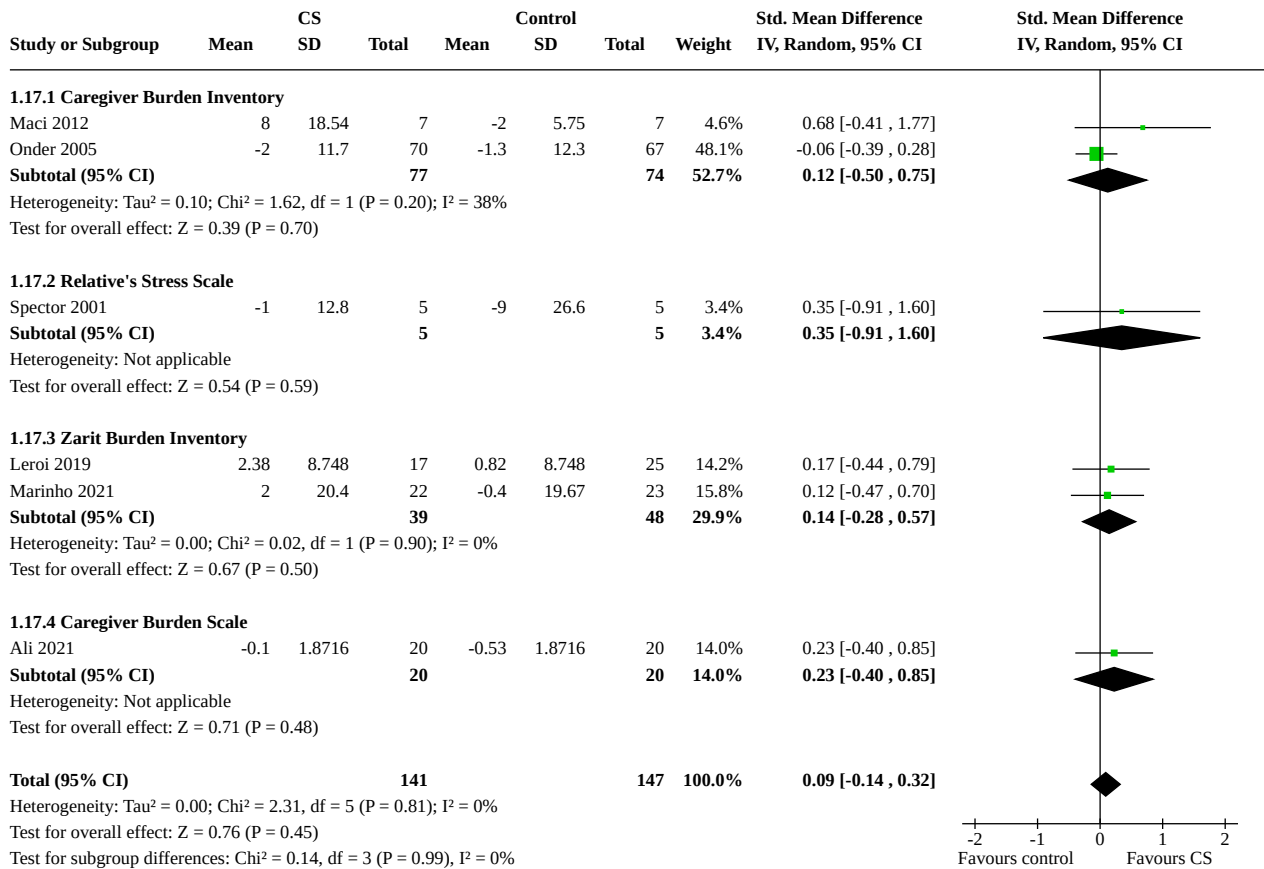 CS Control Std. Mean Difference Std. Mean Difference
Study or Subgroup Mean SD Total Mean SD Total Weight IV, Random, 95% CI IV, Random, 95% CI
1.17.1 Caregiver Burden Inventory
Maci 2012 8 18.54 7 -2 5.75 7 4.6% 0.68 [-0.41 , 1.77]
Onder 2005 -2 11.7 70 -1.3 12.3 67 48.1% -0.06 [-0.39 , 0.28]
Subtotal (95% CI) 77 74 52.7% 0.12 [-0.50 , 0.75]
Heterogeneity: Tau² = 0.10; Chi² = 1.62, df = 1 (P = 0.20); I² = 38%
Test for overall effect: Z = 0.39 (P = 0.70)
1.17.2 Relative's Stress Scale
Spector 2001 -1 12.8 5 -9 26.6 5 3.4% 0.35 [-0.91 , 1.60]
Subtotal (95% CI) 5 5 3.4% 0.35 [-0.91 , 1.60]
Heterogeneity: Not applicable
Test for overall effect: Z = 0.54 (P = 0.59)
1.17.3 Zarit Burden Inventory
Leroi 2019 2.38 8.748 17 0.82 8.748 25 14.2% 0.17 [-0.44 , 0.79]
Marinho 2021 2 20.4 22 -0.4 19.67 23 15.8% 0.12 [-0.47 , 0.70]
Subtotal (95% CI) 39 48 29.9% 0.14 [-0.28 , 0.57]
Heterogeneity: Tau² = 0.00; Chi² = 0.02, df = 1 (P = 0.90); I² = 0%
Test for overall effect: Z = 0.67 (P = 0.50)
1.17.4 Caregiver Burden Scale
Ali 2021 -0.1 1.8716 20 -0.53 1.8716 20 14.0% 0.23 [-0.40 , 0.85]
Subtotal (95% CI) 20 20 14.0% 0.23 [-0.40 , 0.85]
Heterogeneity: Not applicable
Test for overall effect: Z = 0.71 (P = 0.48)
Total (95% CI) 141 147 100.0% 0.09 [-0.14 , 0.32]
Heterogeneity: Tau² = 0.00; Chi² = 2.31, df = 5 (P = 0.81); I² = 0%
Test for overall effect: Z = 0.76 (P = 0.45)
Test for subgroup differences: Chi² = 0.14, df = 3 (P = 0.99), I² = 0%
-2 -1 0 1 2
Favours control Favours CS